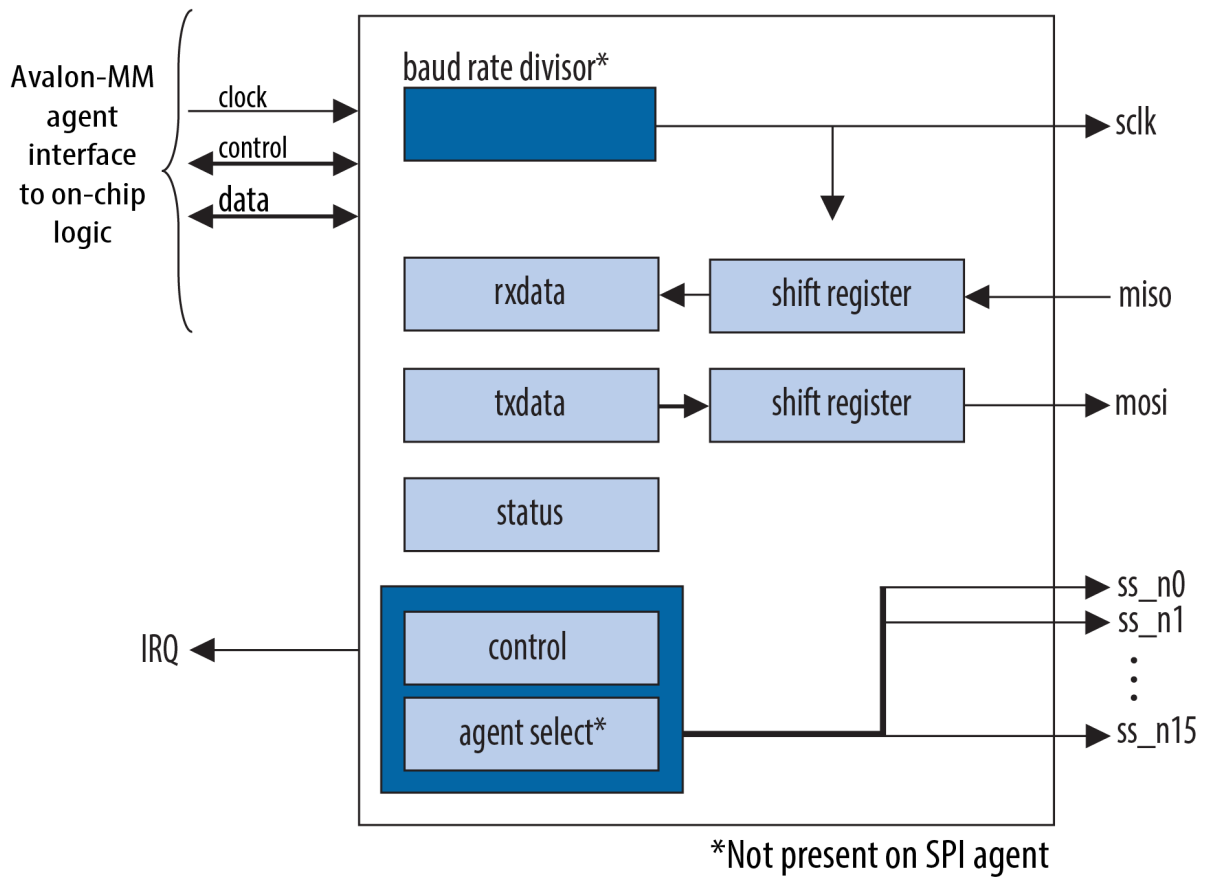 Avalon-MM
agent
interface
to on-chip
logic
clock
control
data
baud rate divisor*
sclk
rxdata
shift register
miso
txdata
shift register
mosi
status
IRQ
control
agent select*
ss_n0
ss_n1
ss_n15
*Not present on SPI agent